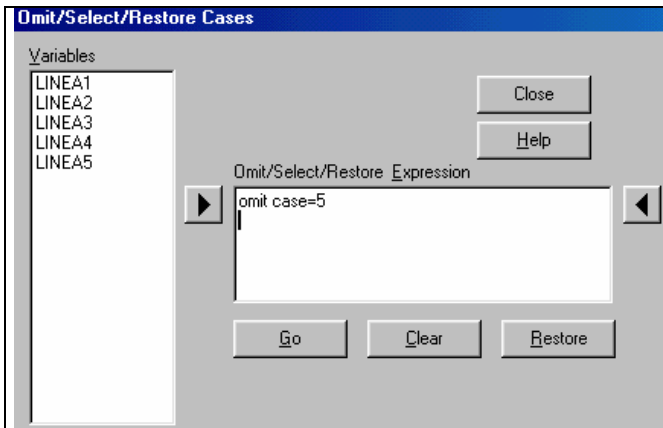 Omit/Select/Restore Cases
Variables
LINEA1
LINEA2
LINEA3
LINEA4
LINEA5
Close
Help
Omit/Select/Restore Expression
omit case=5
Go
Clear
Restore